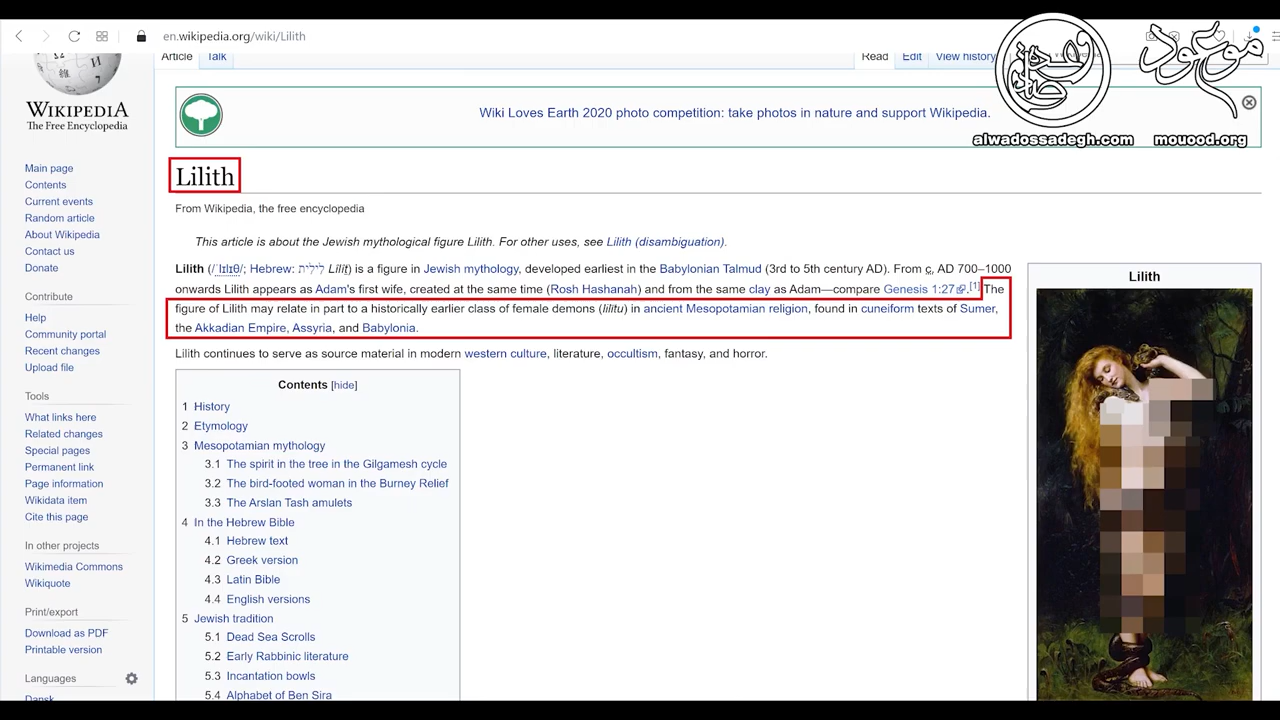 en.wikipedia.org/wiki/Lilith
موعود
alwadossadegh.com
mouood.org
WIKIPEDIA
The Free Encyclopedia
Article
Talk
Read
Edit
View history
Wiki Loves Earth 2020 photo competition: take photos in nature and support Wikipedia.
Lilith
From Wikipedia, the free encyclopedia
This article is about the Jewish mythological figure Lilith. For other uses, see Lilith (disambiguation).
Lilith (/ˈlɪlɪθ/; Hebrew: לִילִית Lîlîṯ) is a figure in Jewish mythology, developed earliest in the Babylonian Talmud (3rd to 5th century AD). From c. AD 700–1000
onwards Lilith appears as Adam's first wife, created at the same time (Rosh Hashanah) and from the same clay as Adam—compare Genesis 1:27.[1] The
figure of Lilith may relate in part to a historically earlier class of female demons (lilītu) in ancient Mesopotamian religion, found in cuneiform texts of Sumer,
the Akkadian Empire, Assyria, and Babylonia.
Lilith continues to serve as source material in modern western culture, literature, occultism, fantasy, and horror.
Main page
Contents
Current events
Random article
About Wikipedia
Contact us
Donate
Contribute
Help
Community portal
Recent changes
Upload file
Tools
What links here
Related changes
Special pages
Permanent link
Page information
Wikidata item
Cite this page
In other projects
Wikimedia Commons
Wikiquote
Print/export
Download as PDF
Printable version
Languages
Dansk
Contents [hide]
1 History
2 Etymology
3 Mesopotamian mythology
3.1 The spirit in the tree in the Gilgamesh cycle
3.2 The bird-footed woman in the Burney Relief
3.3 The Arslan Tash amulets
4 In the Hebrew Bible
4.1 Hebrew text
4.2 Greek version
4.3 Latin Bible
4.4 English versions
5 Jewish tradition
5.1 Dead Sea Scrolls
5.2 Early Rabbinic literature
5.3 Incantation bowls
5.4 Alphabet of Ben Sira
Lilith